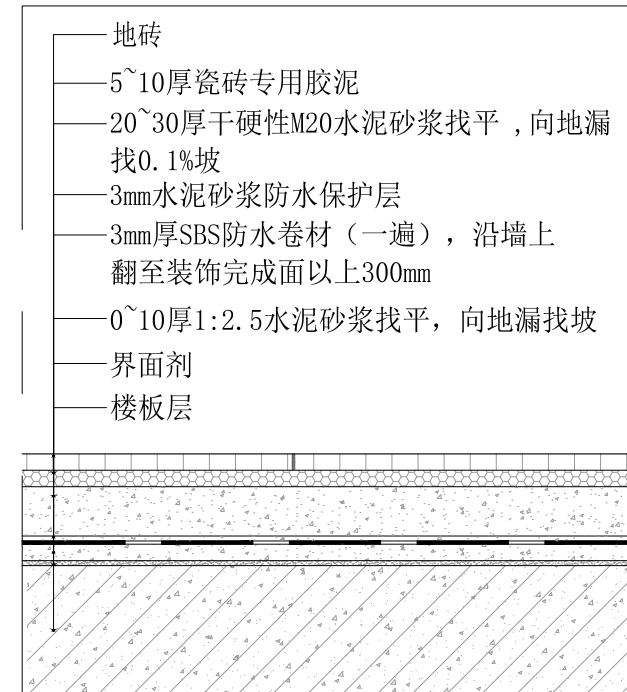 地砖
5~10厚瓷砖专用胶泥
20~30厚干硬性M20水泥砂浆找平 ,向地漏
找0.1%坡
3mm水泥砂浆防水保护层
3mm厚SBS防水卷材（一遍），沿墙上
翻至装饰完成面以上300mm
0~10厚1:2.5水泥砂浆找平，向地漏找坡
界面剂
楼板层